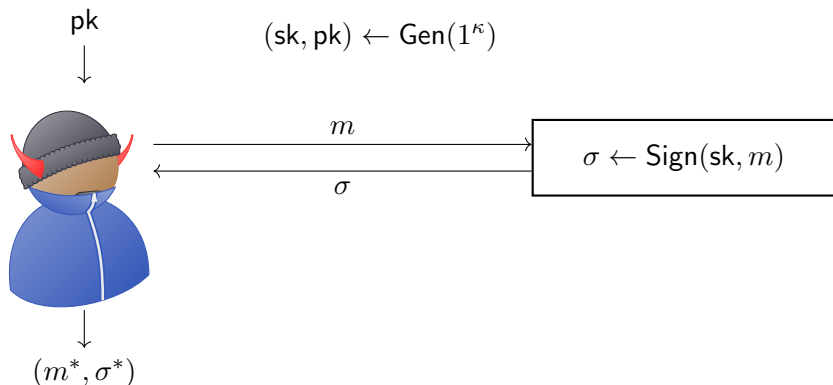 pk
(sk, pk) ← Gen(1^κ)
m
σ ← Sign(sk, m)
σ
(m*, σ*)